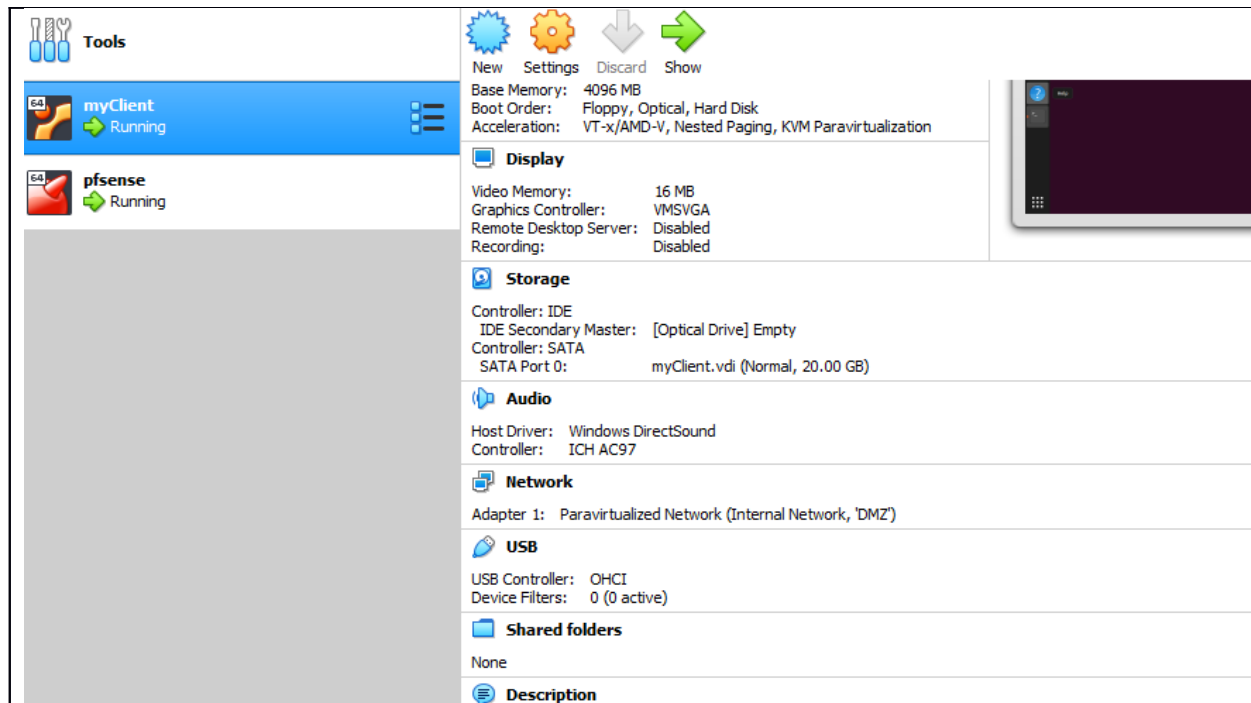 Tools
64
myClient
Running
64
pfsense
Running
New Settings Discard Show
Base Memory: 4096 MB
Boot Order: Floppy, Optical, Hard Disk
Acceleration: VT-x/AMD-V, Nested Paging, KVM Paravirtualization
Display
Video Memory: 16 MB
Graphics Controller: VMSVGA
Remote Desktop Server: Disabled
Recording: Disabled
Storage
Controller: IDE
IDE Secondary Master: [Optical Drive] Empty
Controller: SATA
SATA Port 0: myClient.vdi (Normal, 20.00 GB)
Audio
Host Driver: Windows DirectSound
Controller: ICH AC97
Network
Adapter 1: Paravirtualized Network (Internal Network, 'DMZ')
USB
USB Controller: OHCI
Device Filters: 0 (0 active)
Shared folders
None
Description